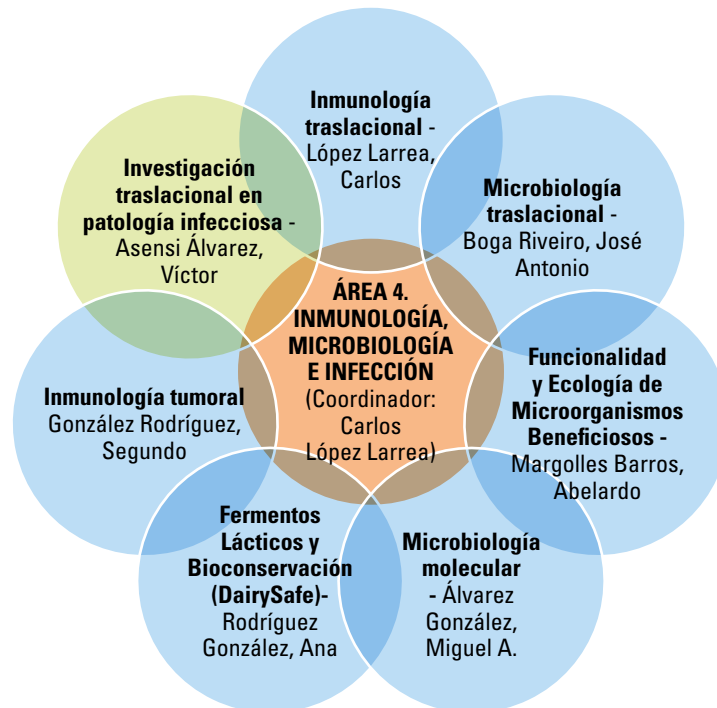 Inmunología
traslacional -
López Larrea,
Carlos
Microbiología
traslacional -
Boga Riveiro, José
Antonio
Funcionalidad
y Ecología de
Microorganismos
Beneficiosos -
Margolles Barros,
Abelardo
Microbiología
molecular
- Álvarez
González,
Miguel A.
Fermentos
Lácticos y
Bioconservación
(DairySafe)-
Rodríguez
González, Ana
Inmunología tumoral
González Rodríguez,
Segundo
Investigación
traslacional en
patología infecciosa -
Asensi Álvarez,
Víctor
ÁREA 4.
INMUNOLOGÍA,
MICROBIOLOGÍA
E INFECCIÓN
(Coordinador:
Carlos
López Larrea)